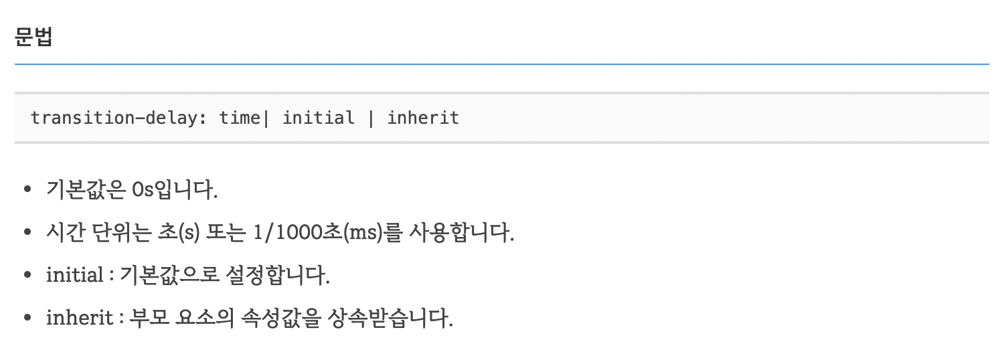 문법
transition-delay: time| initial | inherit
• 기본값은 0s입니다.
• 시간 단위는 초(s) 또는 1/1000초(ms)를 사용합니다.
• initial : 기본값으로 설정합니다.
• inherit : 부모 요소의 속성값을 상속받습니다.